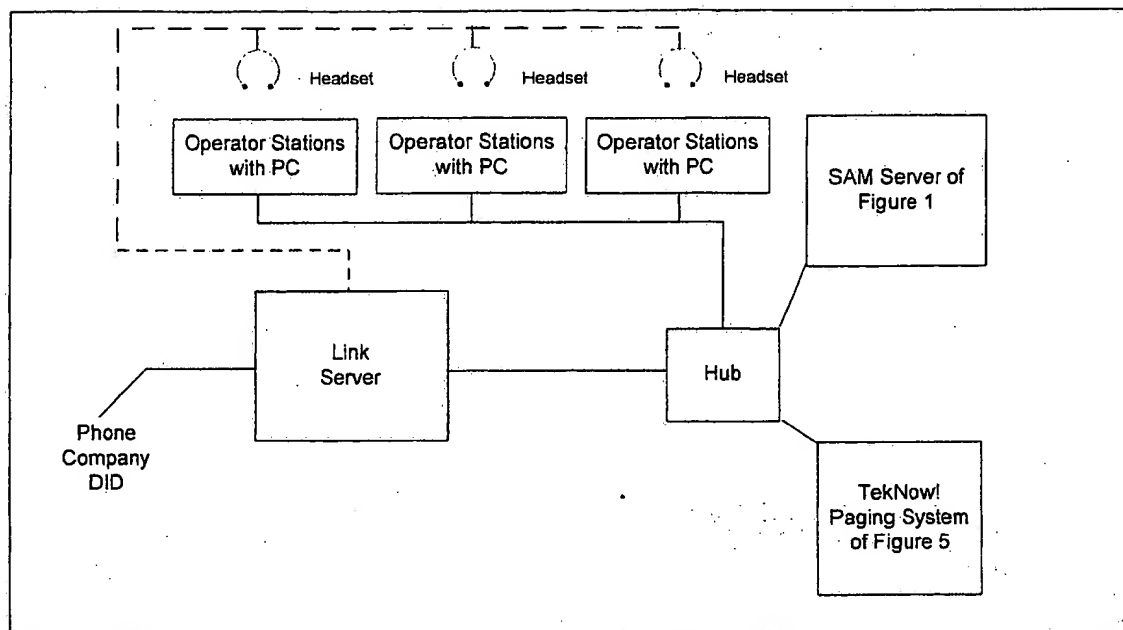 Headset
Headset
Headset
Operator Stations
with PC
Operator Stations
with PC
Operator Stations
with PC
SAM Server of
Figure 1
Link
Server
Hub
Phone
Company
DID
TekNow!
Paging System
of Figure 5